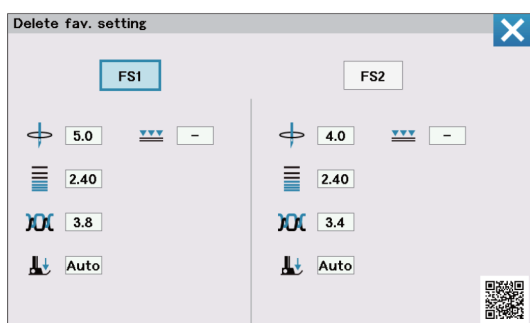 Delete fav. setting
FS1
FS2
5.0
-
2.40
3.8
Auto
4.0
-
2.40
3.4
Auto